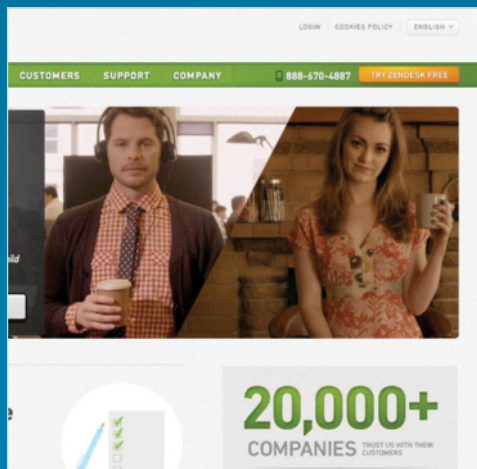 LOGIN COOKIES POLICY ENGLISH
CUSTOMERS SUPPORT COMPANY 888-670-4887 TRY ZENDESK FREE
ild
e
20,000+
COMPANIES TRUST US WITH THEIR
CUSTOMERS